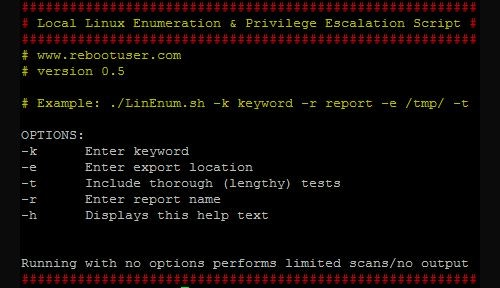 #########################################################
# Local Linux Enumeration & Privilege Escalation Script #
#########################################################
# www.rebootuser.com
# version 0.5
# Example: ./LinEnum.sh -k keyword -r report -e /tmp/ -t
OPTIONS:
-k Enter keyword
-e Enter export location
-t Include thorough (lengthy) tests
-r Enter report name
-h Displays this help text
Running with no options performs limited scans/no output
#########################################################